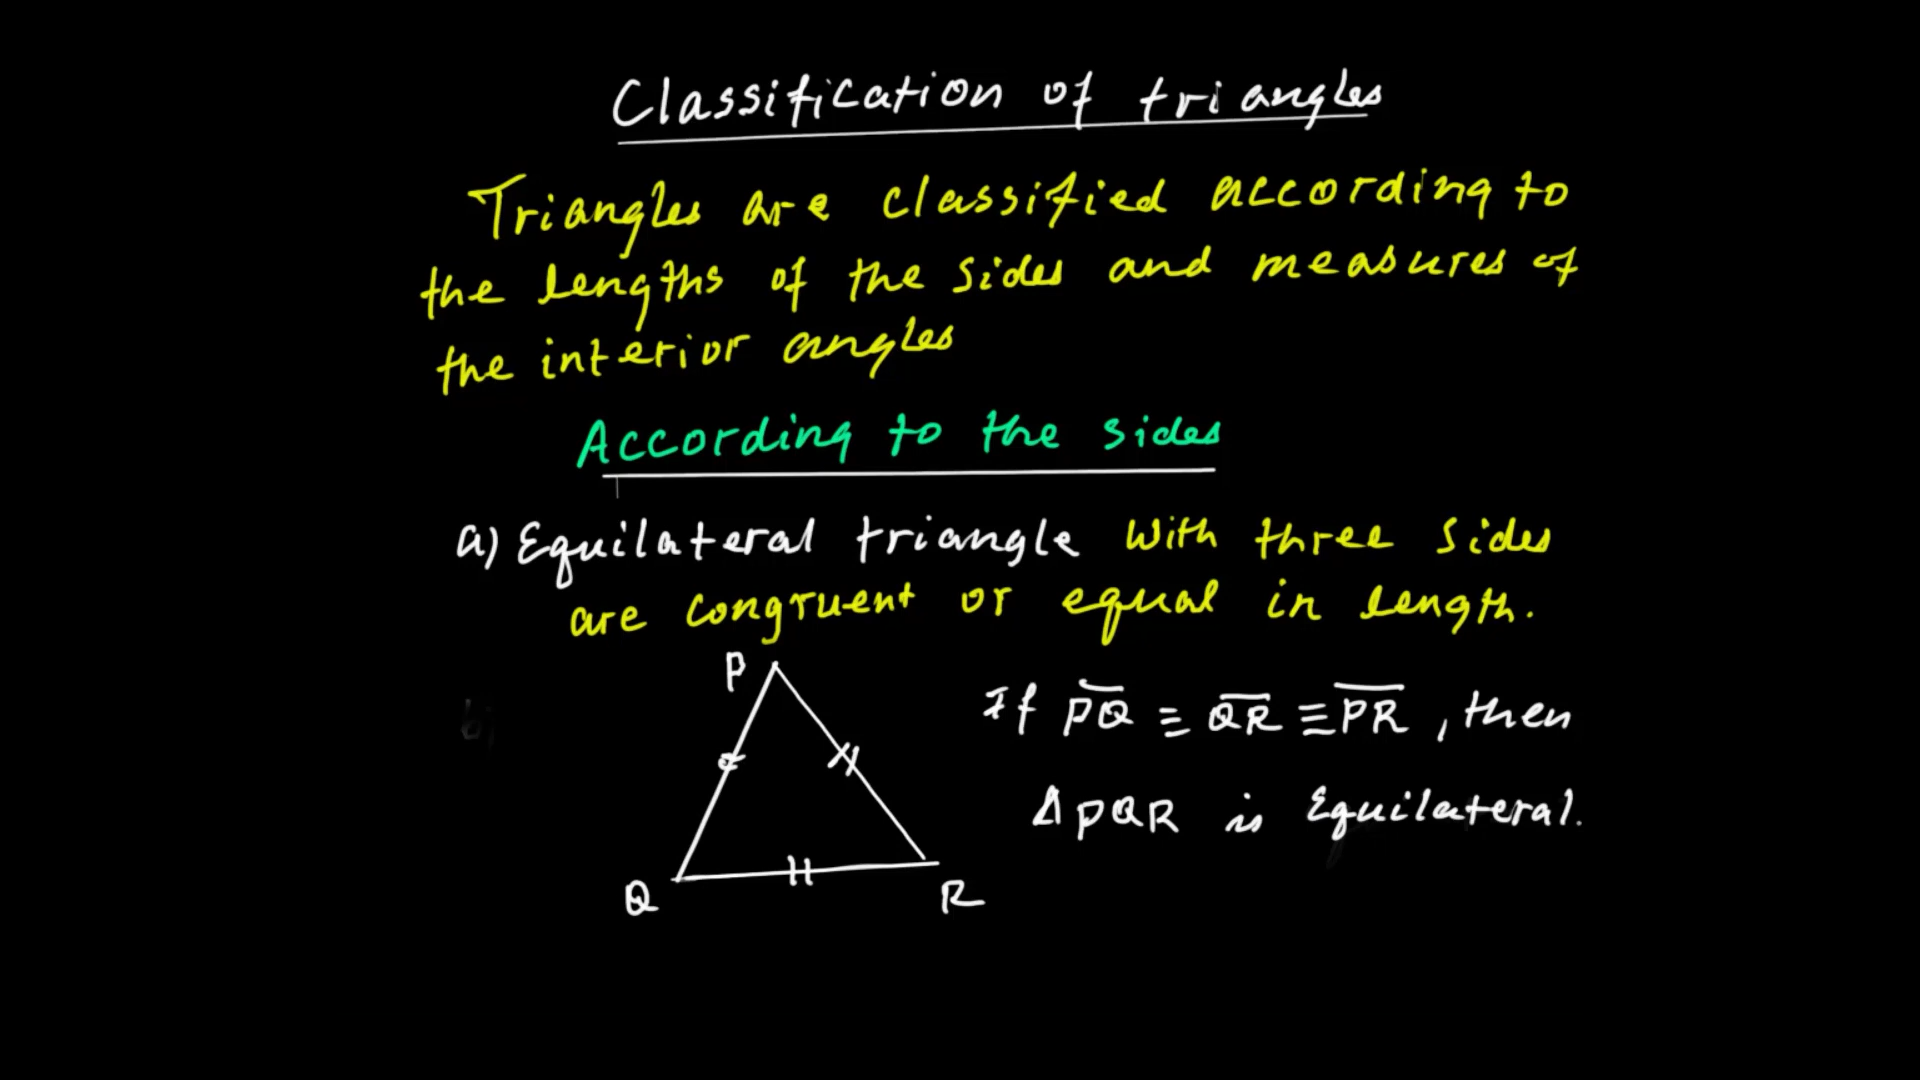 Classification of triangles
Triangles are classified according to
the lengths of the sides and measures of
the interior angles
According to the sides
a) Equilateral triangle with three sides
are congruent or equal in length.
P
If PQ ≡ QR ≡ PR, then
ΔPQR is Equilateral.
Q R